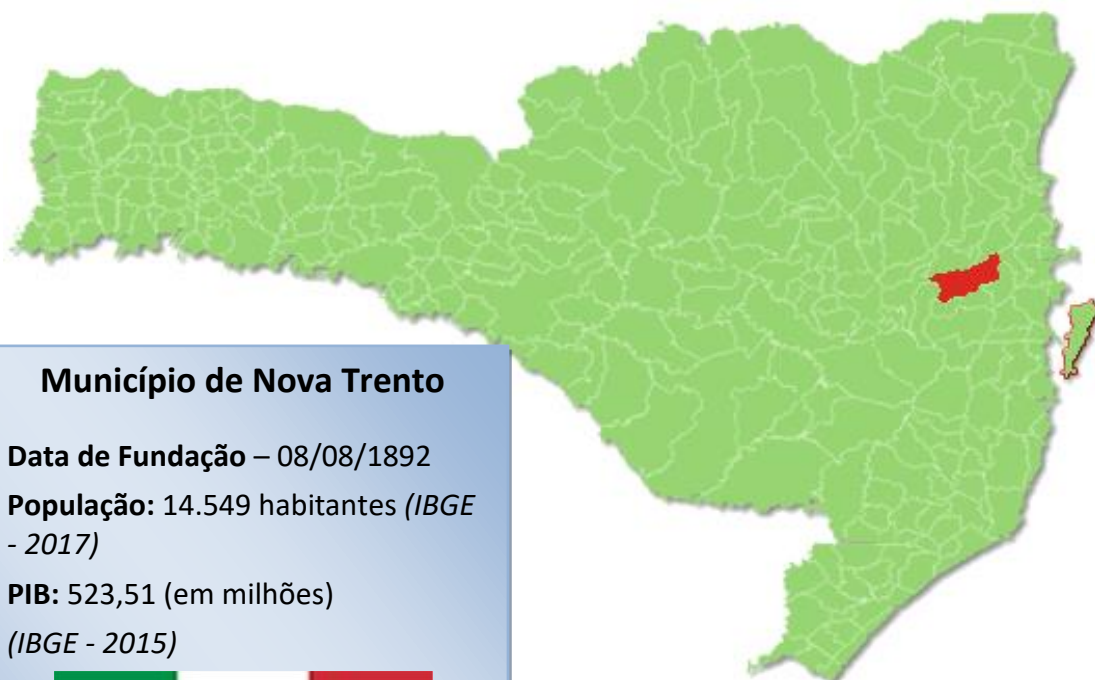 Município de Nova Trento
Data de Fundação – 08/08/1892
População: 14.549 habitantes (IBGE
- 2017)
PIB: 523,51 (em milhões)
(IBGE - 2015)